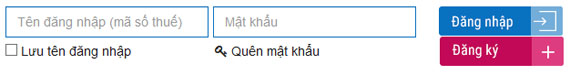 Tên đăng nhập (mã số thuế) Mật khẩu Đăng nhập
Lưu tên đăng nhập Quên mật khẩu Đăng ký